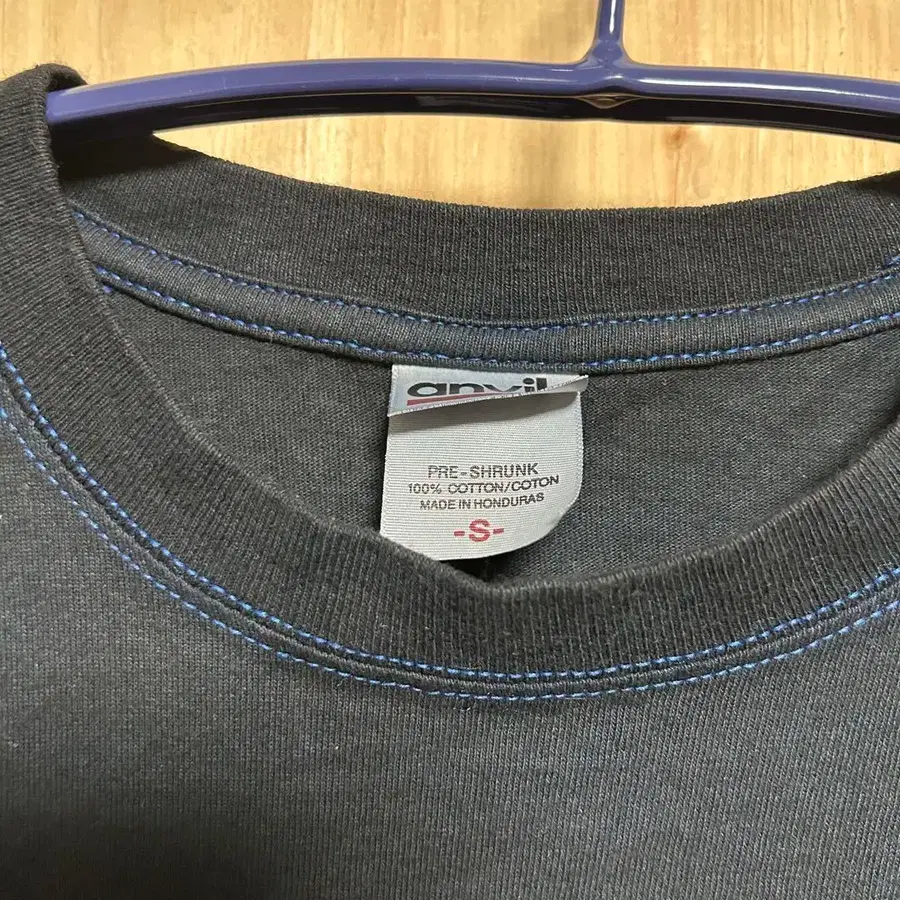 anvil
PRE-SHRUNK
100% COTTON/COTON
MADE IN HONDURAS
-S-